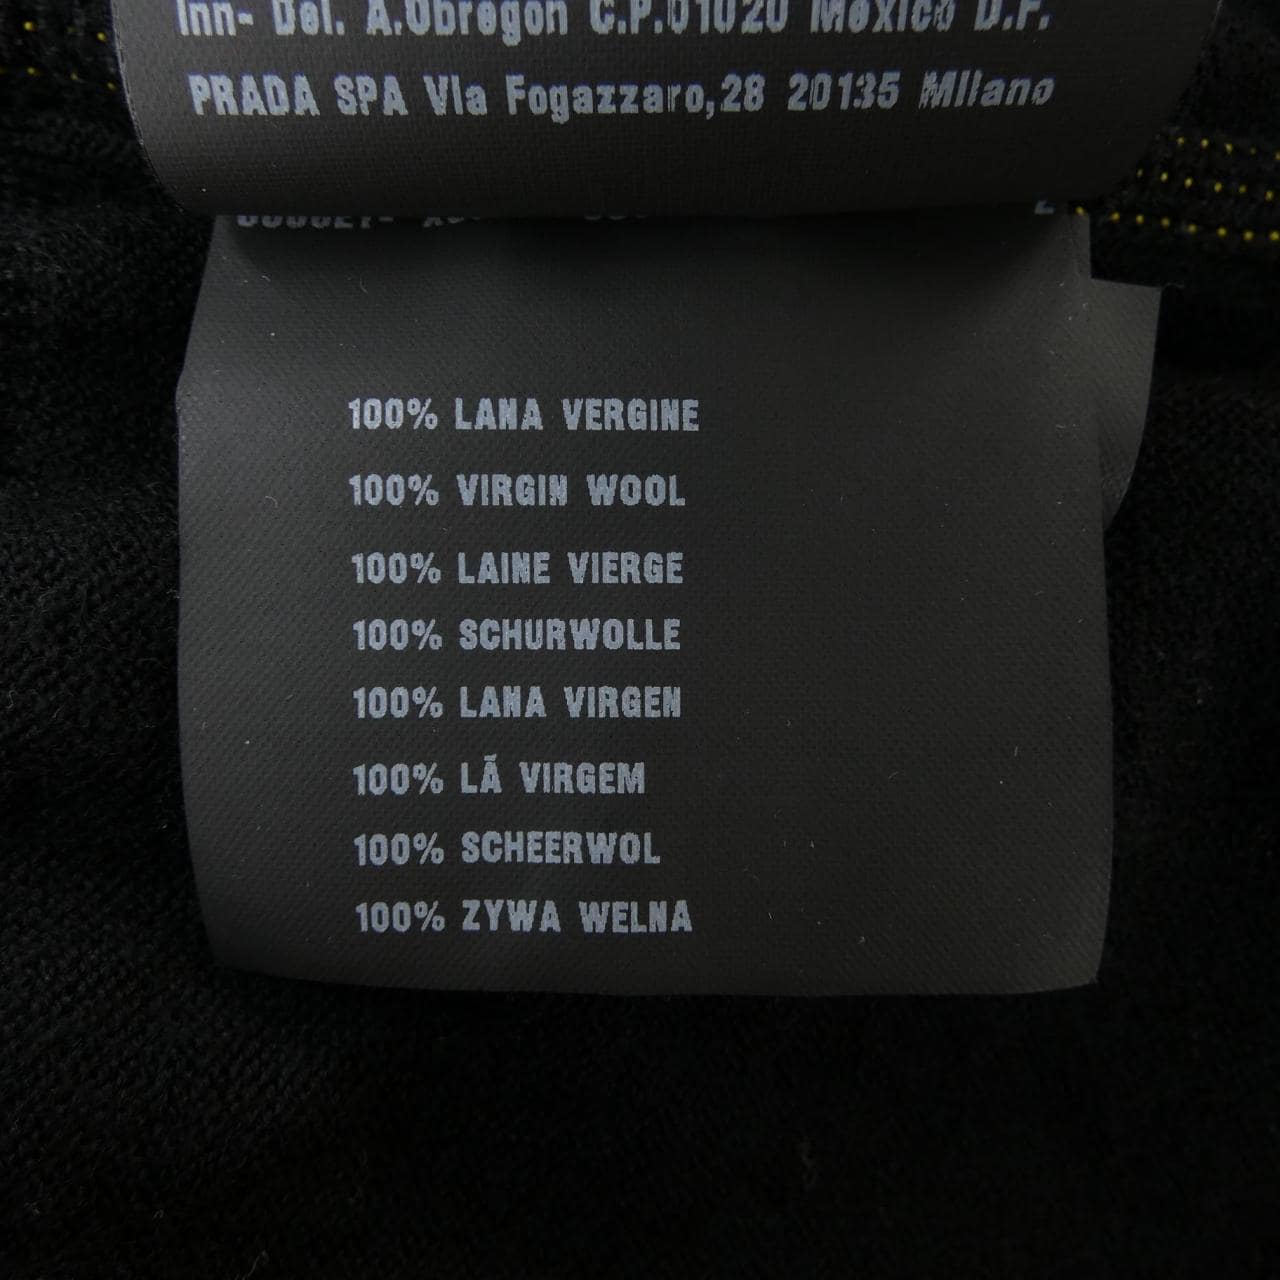 Inn- Del. A.Obregon C.P.01020 Mexico D.F.
PRADA SPA Via Fogazzaro,28 20135 Milano
100% LANA VERGINE
100% VIRGIN WOOL
100% LAINE VIERGE
100% SCHURWOLLE
100% LANA VIRGEN
100% LÃ VIRGEM
100% SCHEERWOL
100% ZYWA WELNA